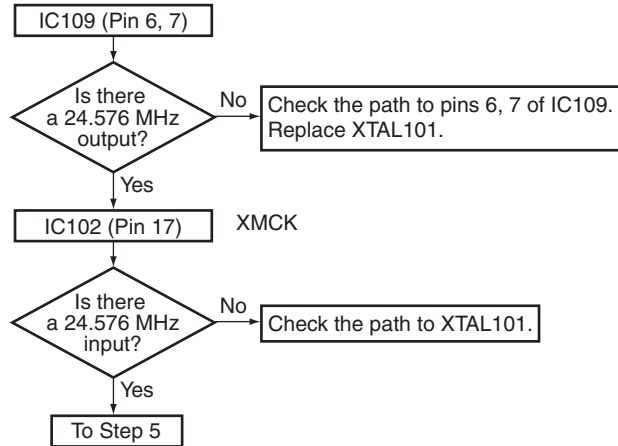 IC109 (Pin 6, 7)
Is there
a 24.576 MHz
output?
No
Check the path to pins 6, 7 of IC109.
Replace XTAL101.
Yes
IC102 (Pin 17)
XMCK
Is there
a 24.576 MHz
input?
No
Check the path to XTAL101.
Yes
To Step 5